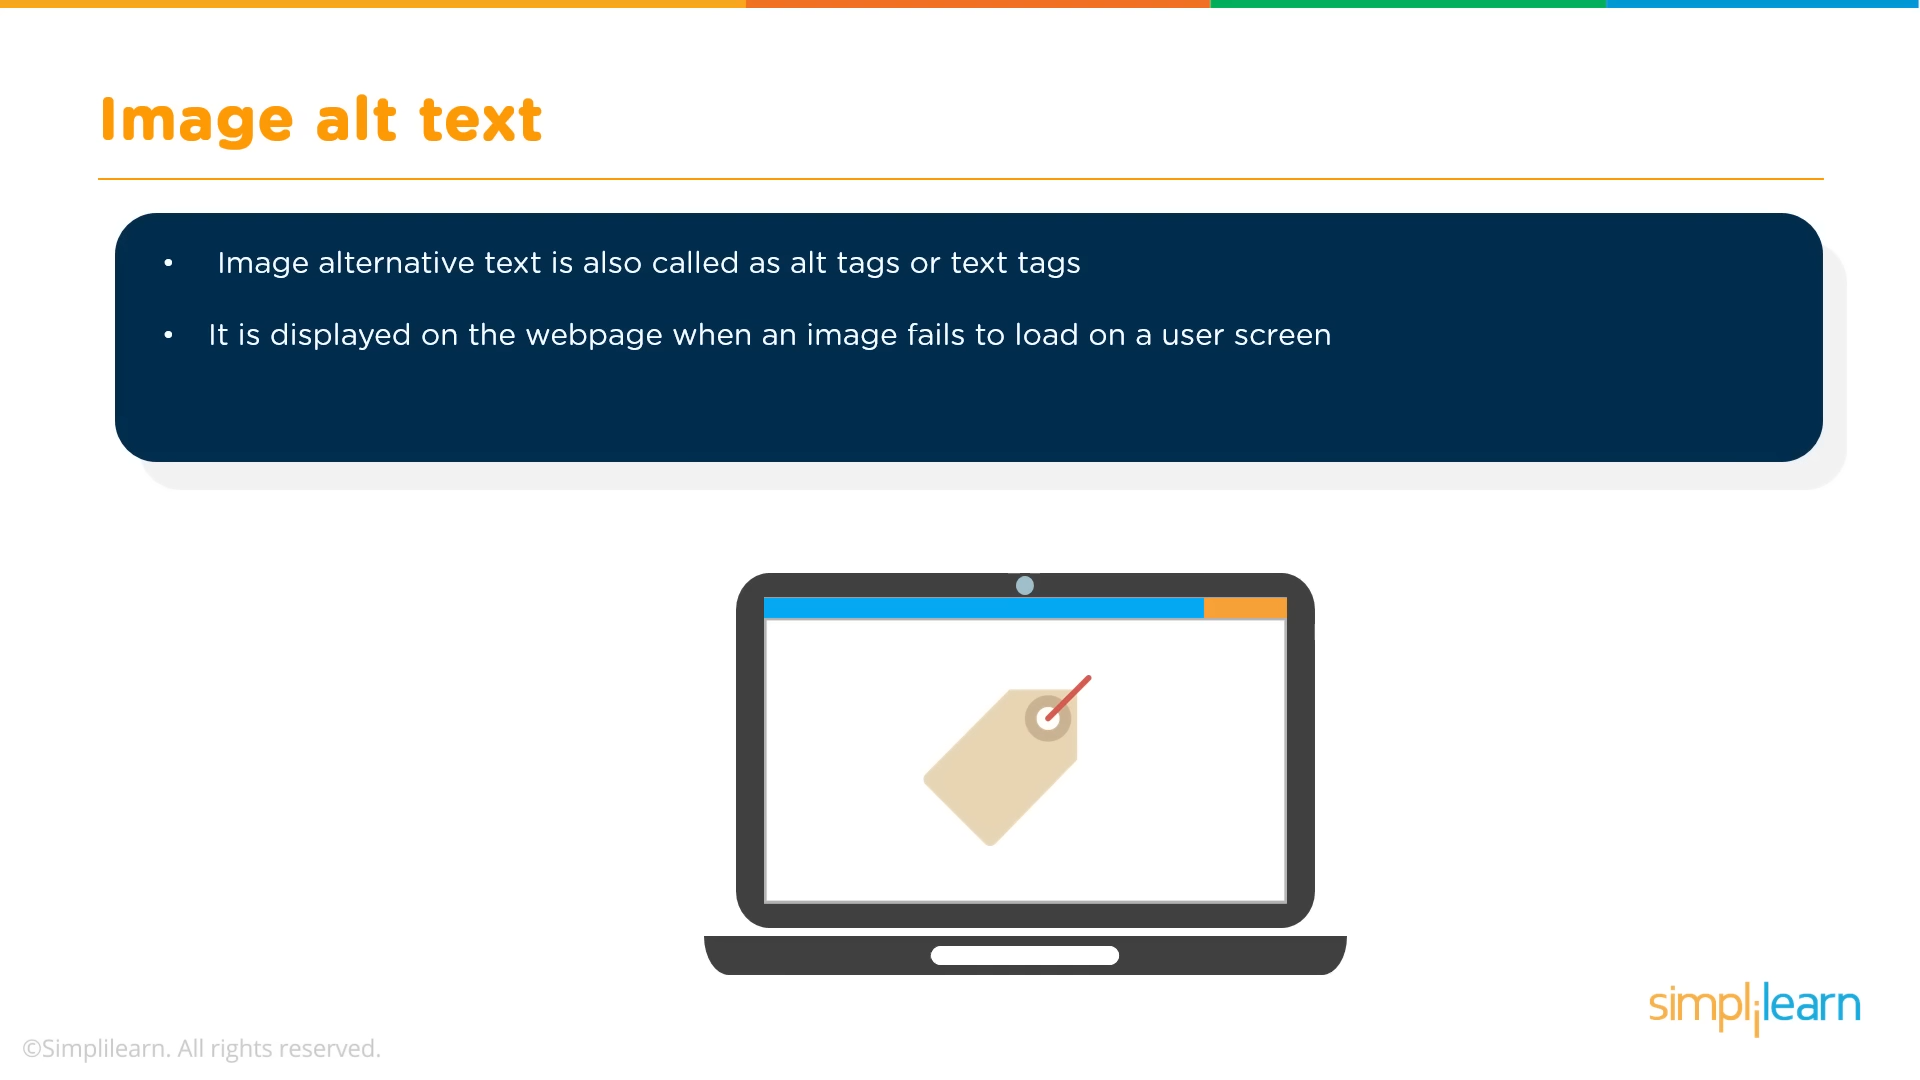 Image alt text
• Image alternative text is also called as alt tags or text tags
• It is displayed on the webpage when an image fails to load on a user screen
simplilearn
©Simplilearn. All rights reserved.